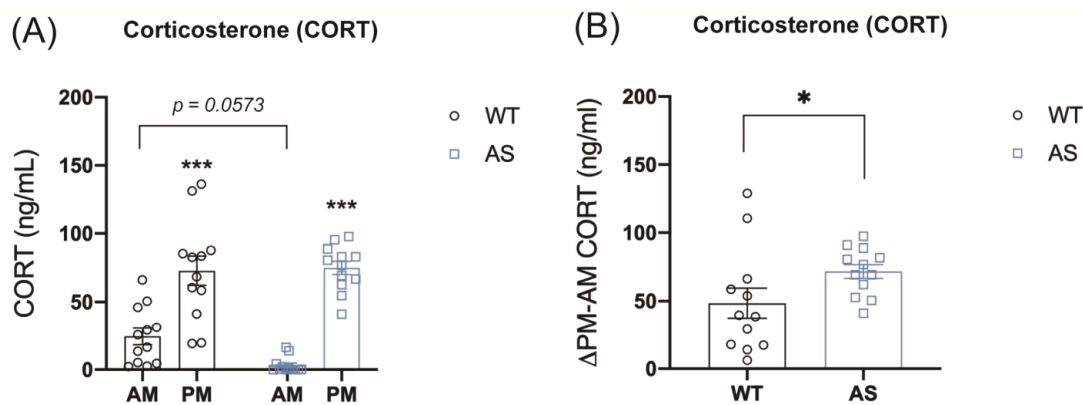 (A)
Corticosterone (CORT)
CORT (ng/mL)
200
150
100
50
0
p = 0.0573
***
***
AM
PM
AM
PM
WT
AS
(B)
Corticosterone (CORT)
ΔPM-AM CORT (ng/ml)
200
150
100
50
0
*
WT
AS
WT
AS